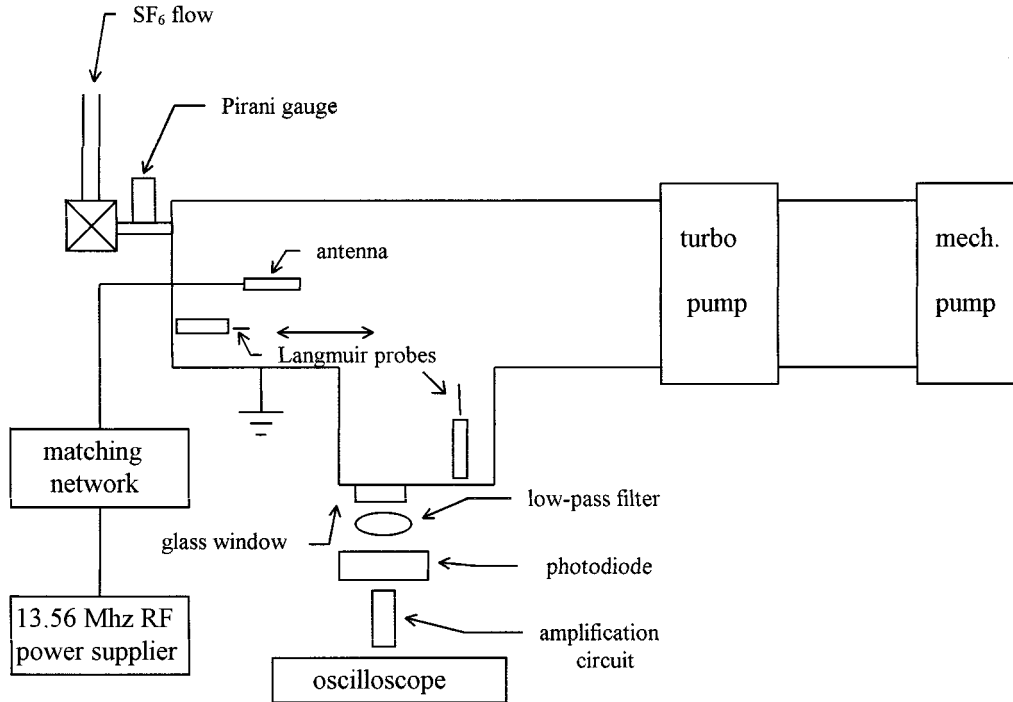 SF₆ flow
Pirani gauge
antenna
turbo
pump
mech.
pump
Langmuir probes
matching
network
low-pass filter
glass window
photodiode
13.56 Mhz RF
power supplier
amplification
circuit
oscilloscope